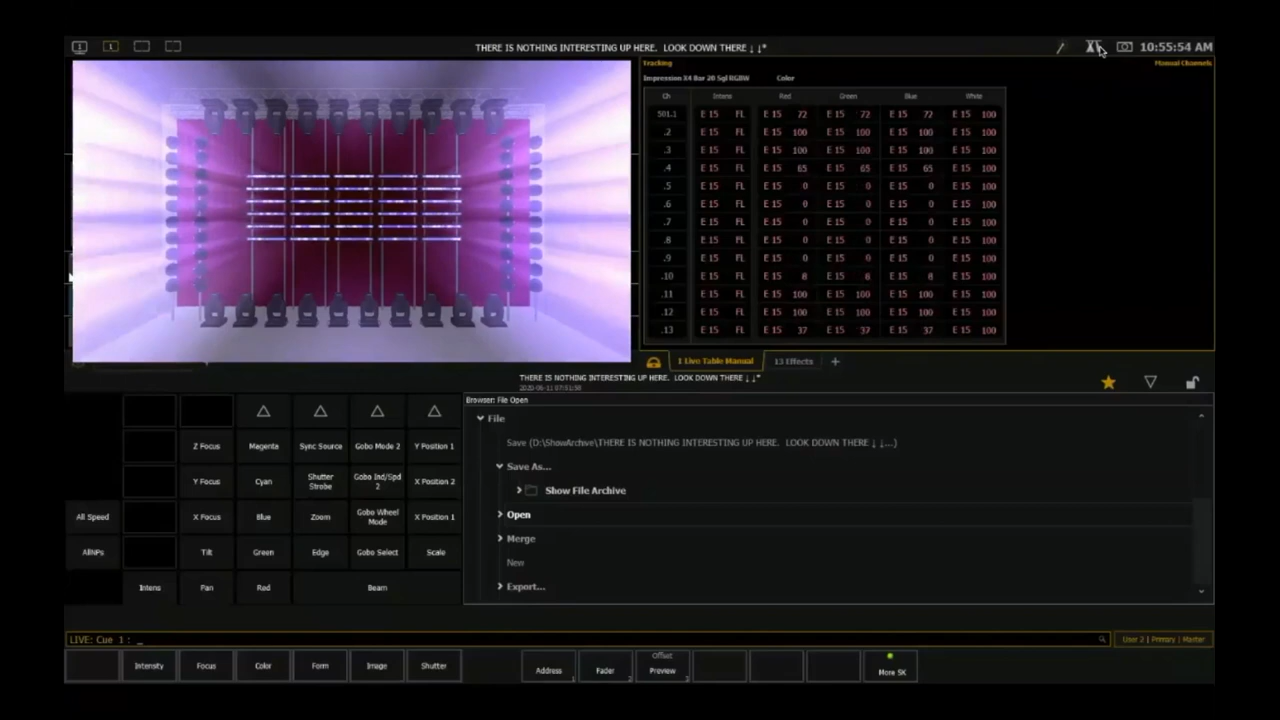 1 1 THERE IS NOTHING INTERESTING UP HERE. LOOK DOWN THERE ↓ ↓* 10:55:54 AM
Tracking Manual Channels
Impression X4 Bar 20 Sgl RGBW Color
Ch Intens Red Green Blue White
501.1 E 15 FL E 15 72 E 15 72 E 15 72 E 15 100
.2 E 15 FL E 15 100 E 15 100 E 15 100 E 15 100
.3 E 15 FL E 15 100 E 15 100 E 15 100 E 15 100
.4 E 15 FL E 15 65 E 15 65 E 15 65 E 15 100
.5 E 15 FL E 15 0 E 15 0 E 15 0 E 15 100
.6 E 15 FL E 15 0 E 15 0 E 15 0 E 15 100
.7 E 15 FL E 15 0 E 15 0 E 15 0 E 15 100
.8 E 15 FL E 15 0 E 15 0 E 15 0 E 15 100
.9 E 15 FL E 15 0 E 15 0 E 15 0 E 15 100
.10 E 15 FL E 15 8 E 15 8 E 15 8 E 15 100
.11 E 15 FL E 15 100 E 15 100 E 15 100 E 15 100
.12 E 15 FL E 15 100 E 15 100 E 15 100 E 15 100
.13 E 15 FL E 15 37 E 15 37 E 15 37 E 15 100
1 Live Table Manual 13 Effects +
THERE IS NOTHING INTERESTING UP HERE. LOOK DOWN THERE ↓ ↓*
Browser: File Open
File
Save (D:\ShowArchive\THERE IS NOTHING INTERESTING UP HERE. LOOK DOWN THERE ↓ ↓...)
Save As...
Show File Archive
Open
Merge
New
Export...
Z Focus Magenta Sync Source Gobo Mode 2 Y Position 1
Y Focus Cyan Shutter Strobe Gobo Ind/Spd 2 X Position 2
All Speed X Focus Blue Zoom Gobo Wheel Mode X Position 1
AllNPs Tilt Green Edge Gobo Select Scale
Intens Pan Red Beam
LIVE: Cue 1 : _ User 2 | Primary | Master
Intensity Focus Color Form Image Shutter Address 1 Fader 2 Offset Preview 3 More SK